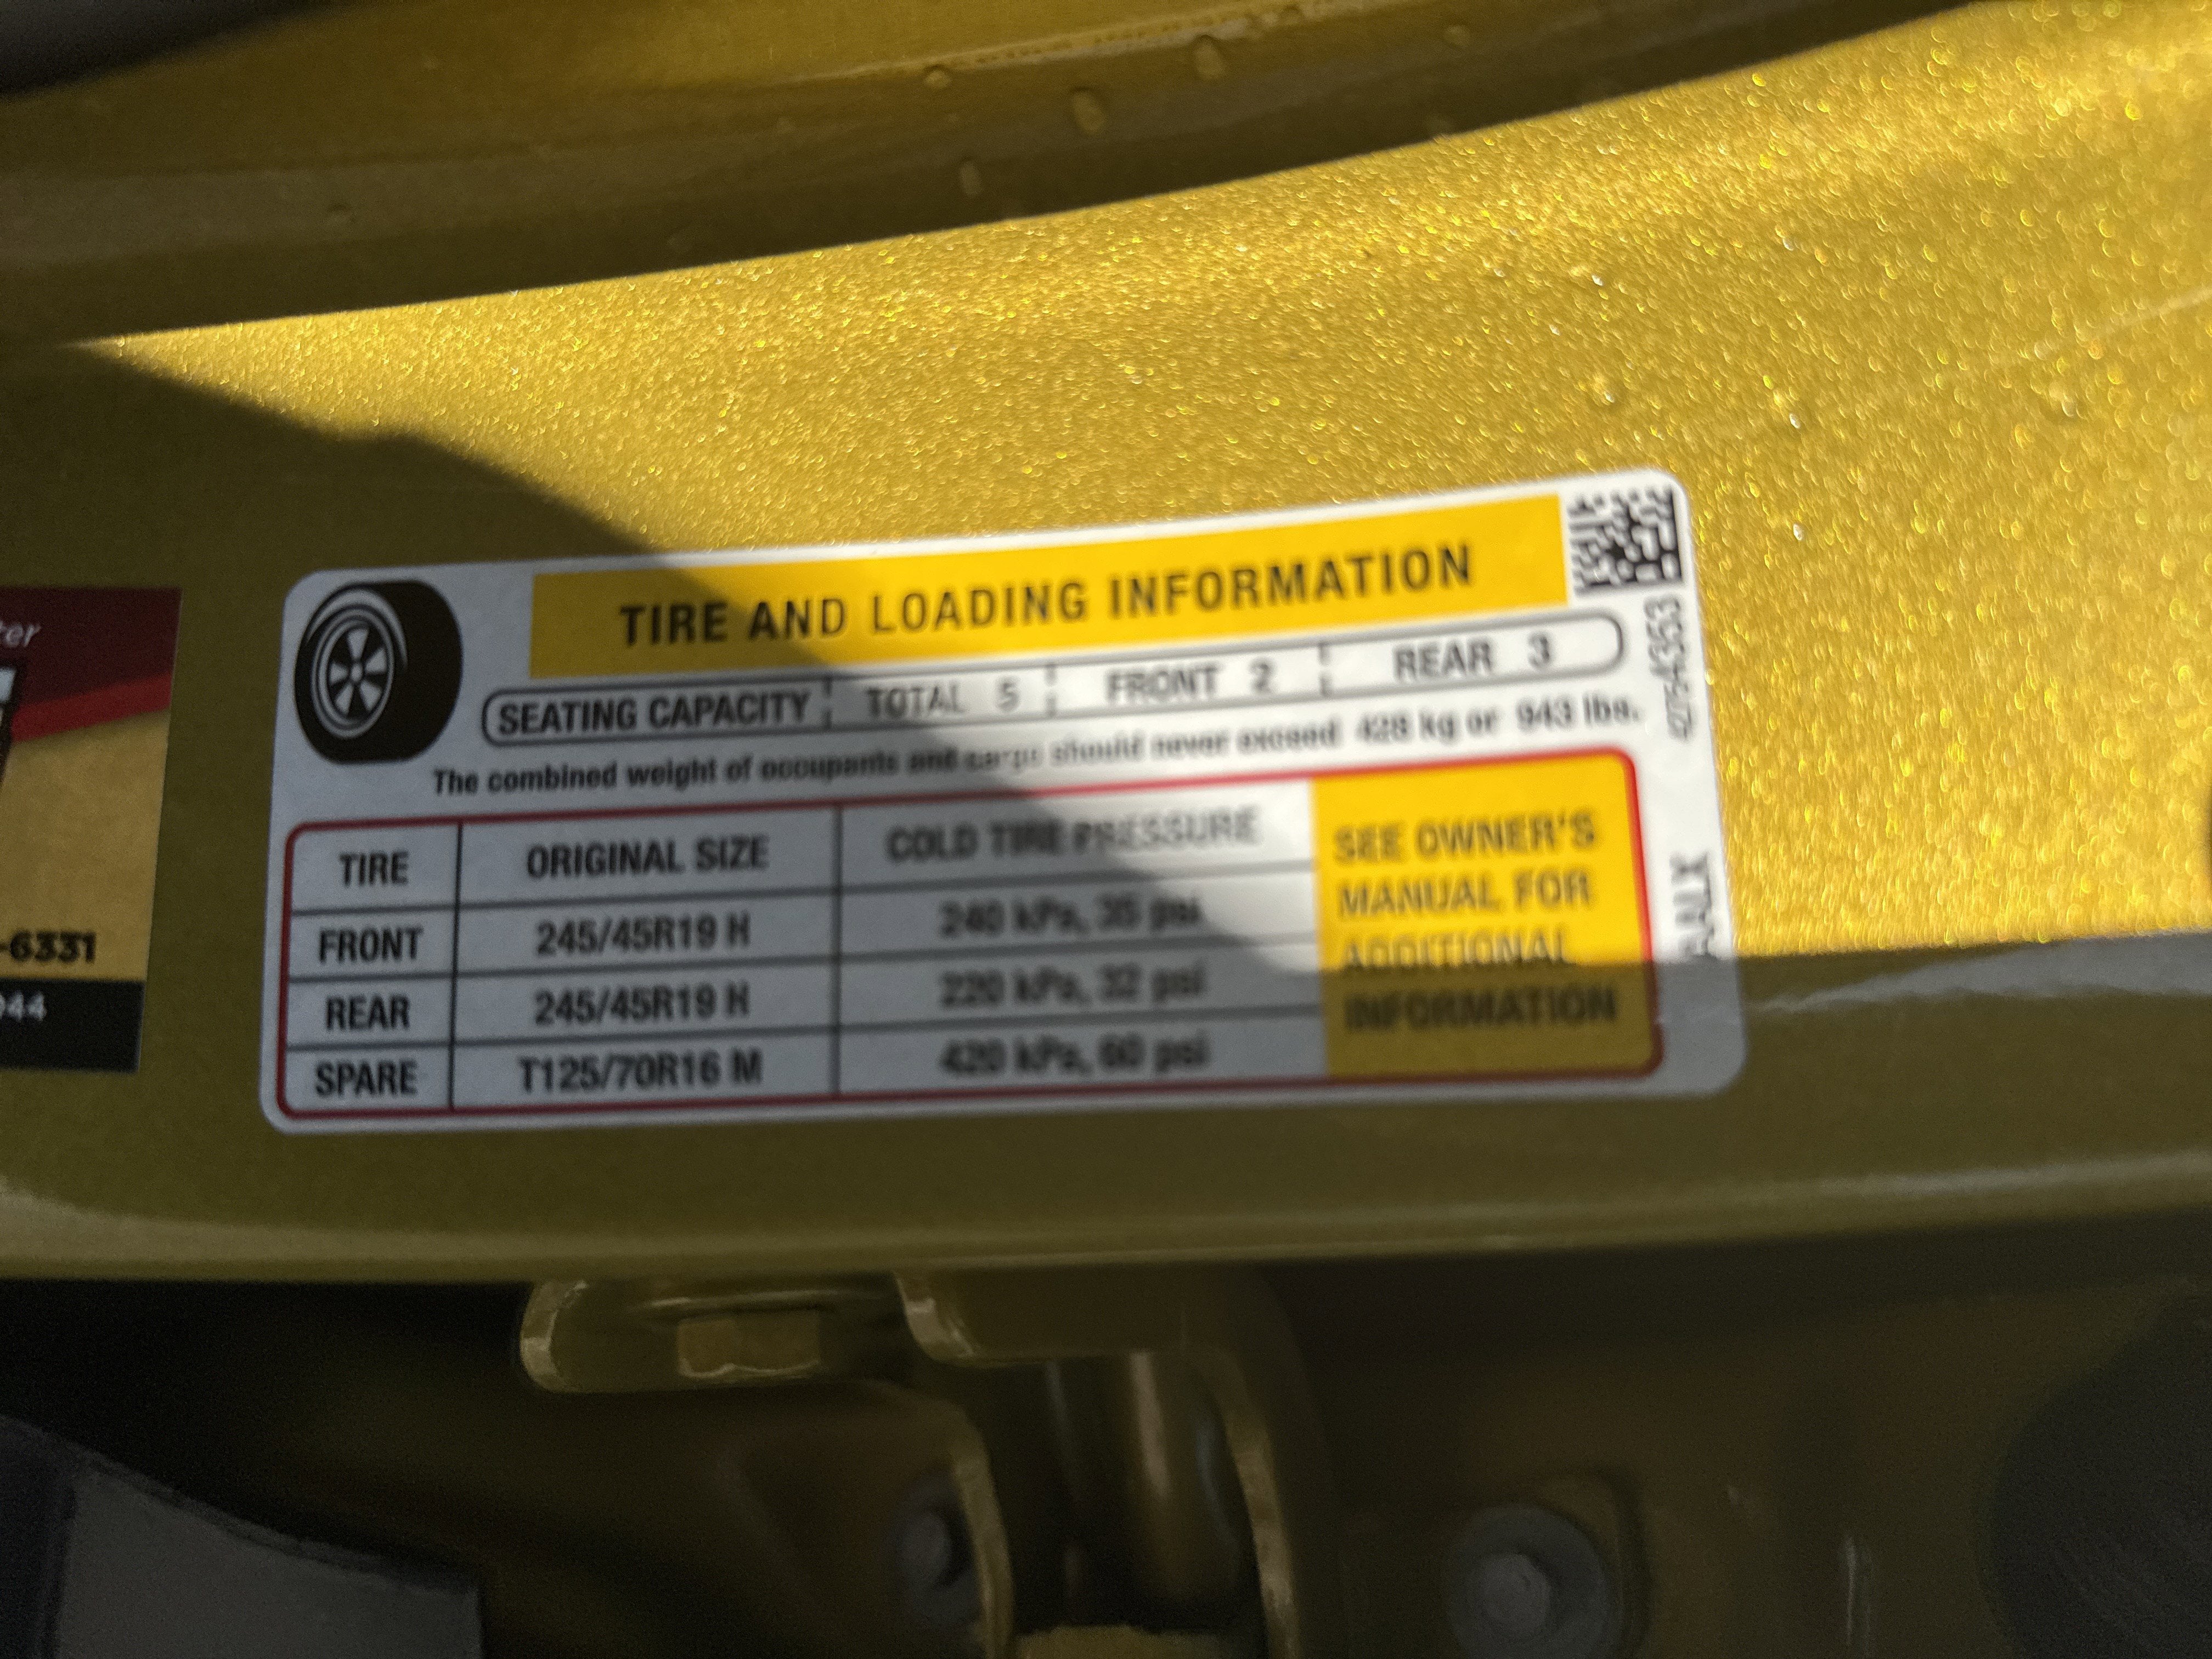 TIRE AND LOADING INFORMATION
SEATING CAPACITY TOTAL 5 FRONT 2 REAR 3
The combined weight of occupants and cargo should never exceed 428 kg or 943 lbs.
TIRE ORIGINAL SIZE COLD TIRE PRESSURE
FRONT 245/45R19 H 240 kPa, 35 psi
REAR 245/45R19 H 220 kPa, 32 psi
SPARE T125/70R16 M 420 kPa, 60 psi
SEE OWNER'S
MANUAL FOR
ADDITIONAL
INFORMATION
ter
-6331
944